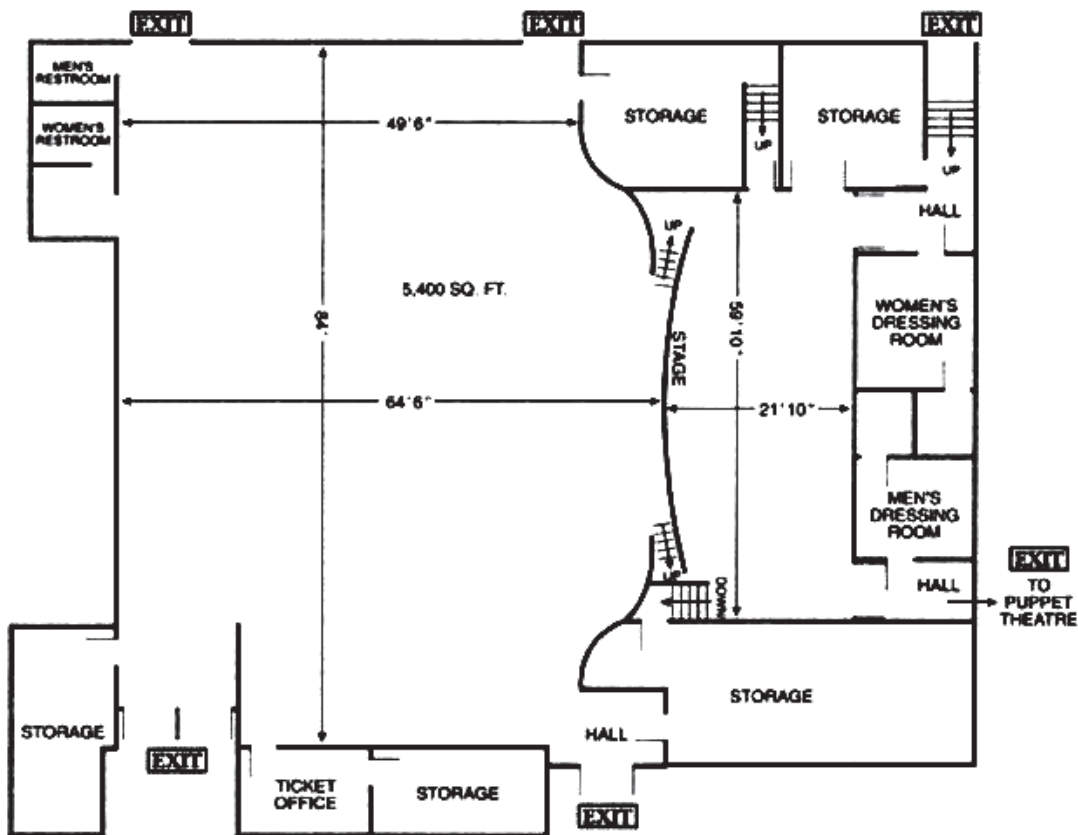 EXIT
EXIT
EXIT
MEN'S
RESTROOM
WOMEN'S
RESTROOM
49'6"
STORAGE
UP
STORAGE
UP
HALL
UP
5,400 SQ. FT.
84'
59'10"
STAGE
WOMEN'S
DRESSING
ROOM
64'6"
21'10"
MEN'S
DRESSING
ROOM
UP
DOWN
HALL
EXIT
TO
PUPPET
THEATRE
STORAGE
STORAGE
HALL
EXIT
TICKET
OFFICE
STORAGE
EXIT